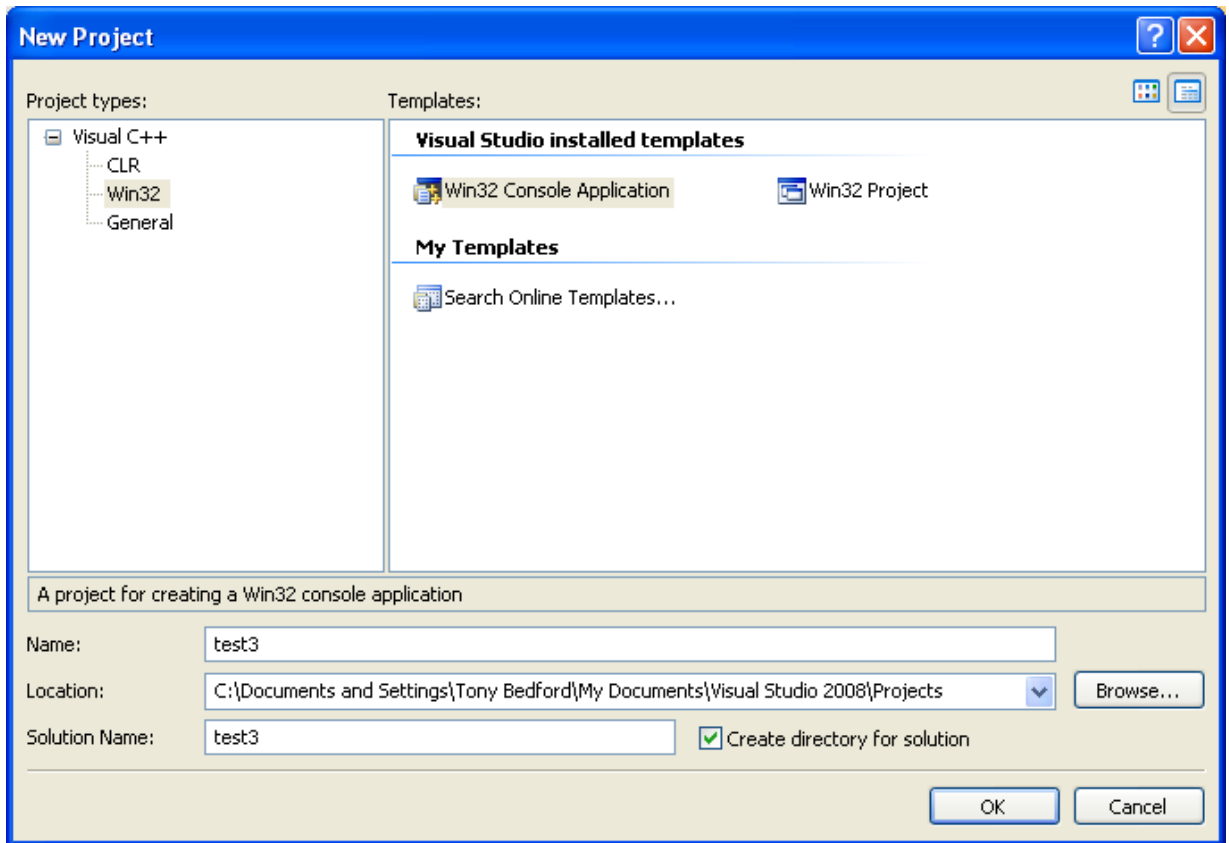 New Project
Project types:
Templates:
Visual C++
CLR
Win32
General
Visual Studio installed templates
Win32 Console Application
Win32 Project
My Templates
Search Online Templates...
A project for creating a Win32 console application
Name:
test3
Location:
C:\Documents and Settings\Tony Bedford\My Documents\Visual Studio 2008\Projects
Browse...
Solution Name:
test3
Create directory for solution
OK
Cancel